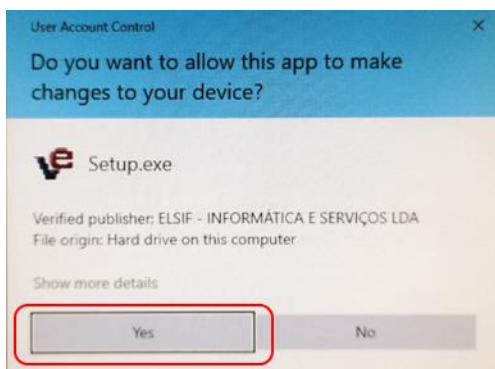 User Account Control
Do you want to allow this app to make
changes to your device?
Setup.exe
Verified publisher: ELSIF - INFORMÁTICA E SERVIÇOS LDA
File origin: Hard drive on this computer
Show more details
Yes No